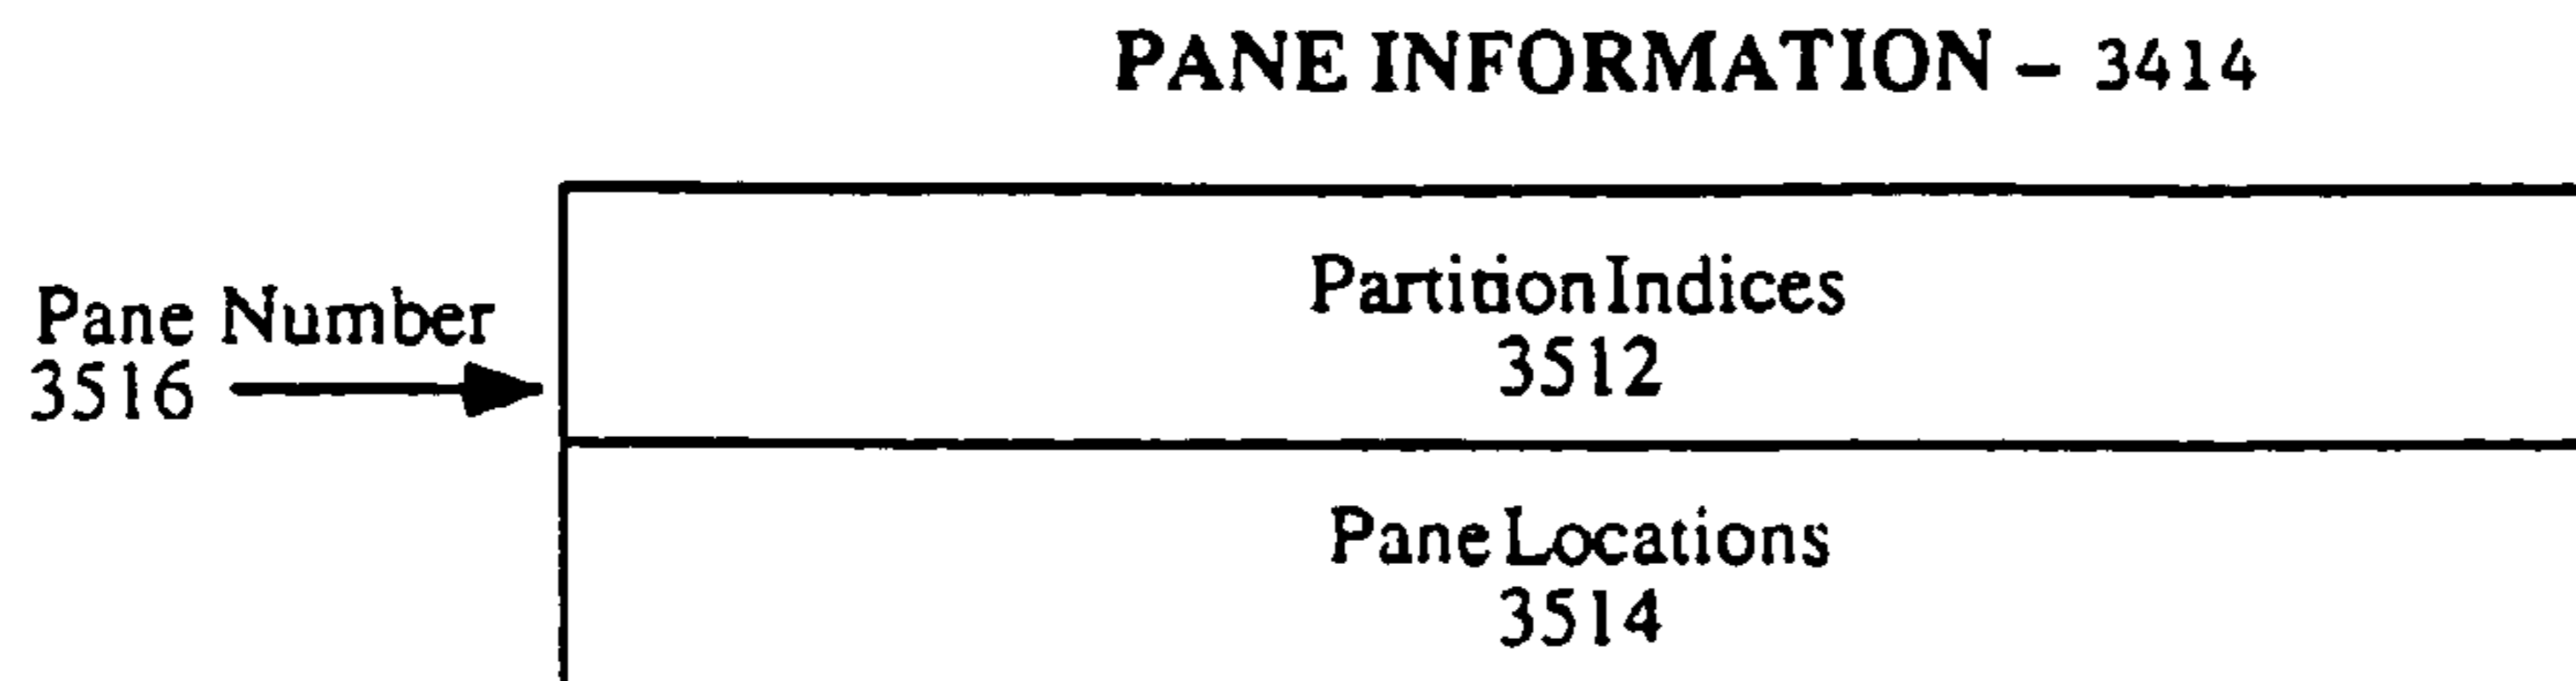 PANE INFORMATION – 3414
Partition Indices
3512
Pane Number
3516
Pane Locations
3514